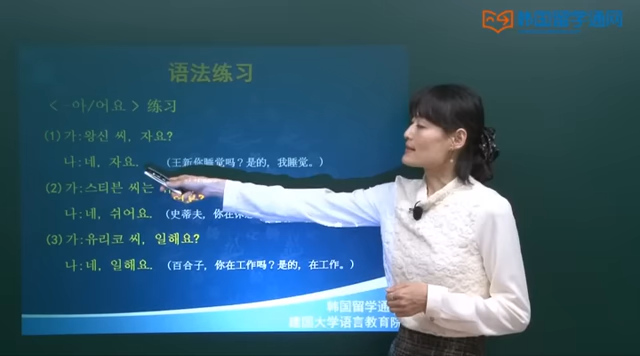 韩国留学通网
语法练习
< -아/어요 > 练习
(1) 가: 왕신 씨, 자요?
나: 네, 자요. (王新你睡觉吗？是的，我睡觉。)
(2) 가: 스티븐 씨는
나: 네, 쉬어요. (史蒂夫，你在休息
(3) 가: 유리코 씨, 일해요?
나: 네, 일해요. (百合子，你在工作吗？是的，在工作。)
韩国留学通
建国大学语言教育院